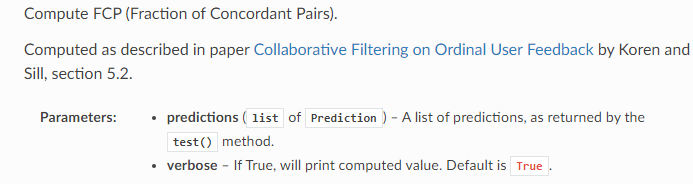 Compute FCP (Fraction of Concordant Pairs).
Computed as described in paper Collaborative Filtering on Ordinal User Feedback by Koren and
Sill, section 5.2.
Parameters:
• predictions ( list of Prediction ) – A list of predictions, as returned by the
test() method.
• verbose – If True, will print computed value. Default is True .